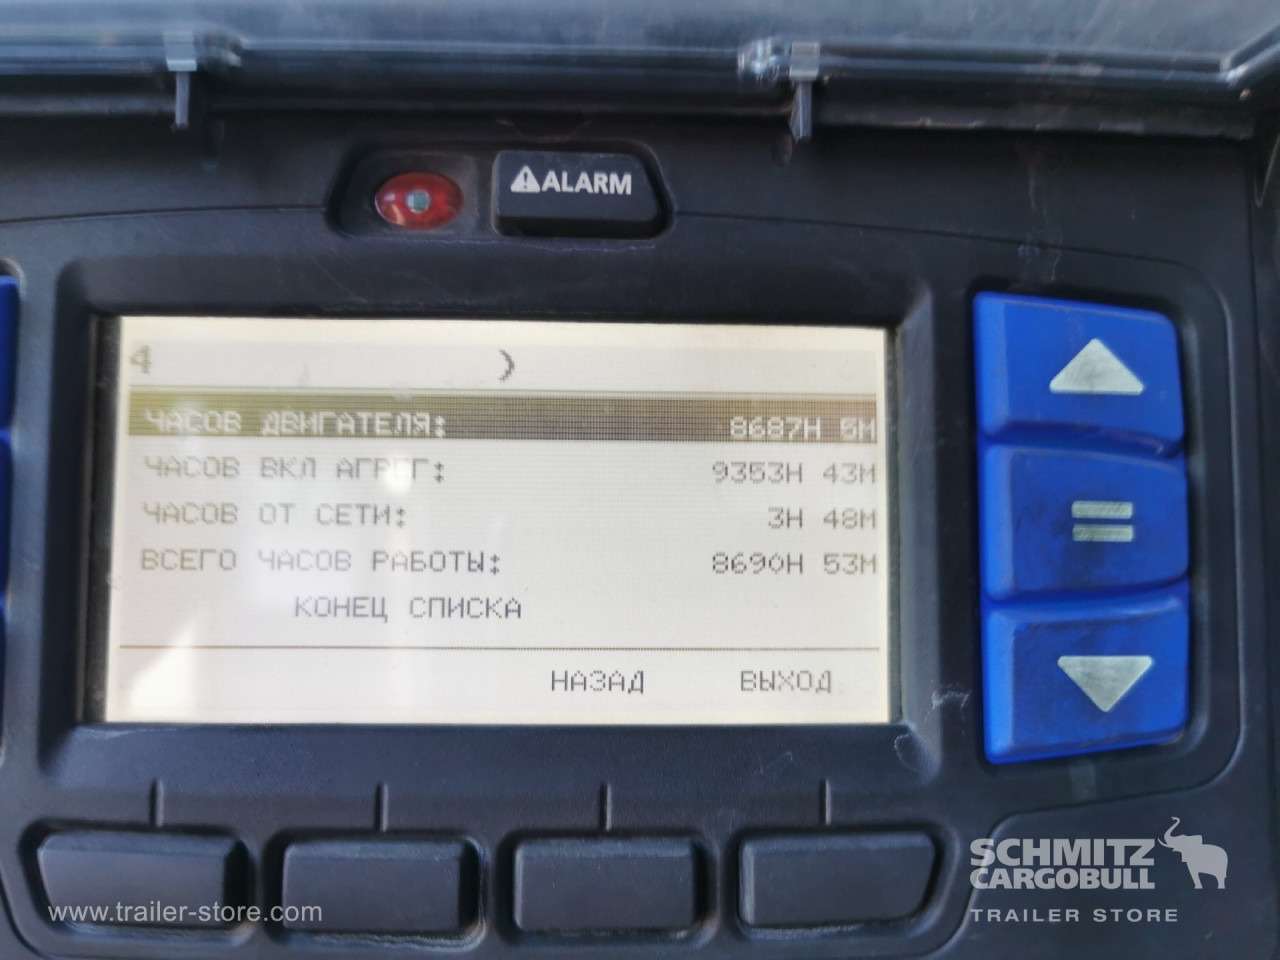 ALARM
4
ЧАСОВ ДВИГАТЕЛЯ: 8687H 5M
ЧАСОВ ВКЛ АГРЕГ: 9353H 43M
ЧАСОВ ОТ СЕТИ: 3H 48M
ВСЕГО ЧАСОВ РАБОТЫ: 8690H 53M
КОНЕЦ СПИСКА
НАЗАД ВЫХОД
SCHMITZ
CARGOBULL
TRAILER STORE
www.trailer-store.com